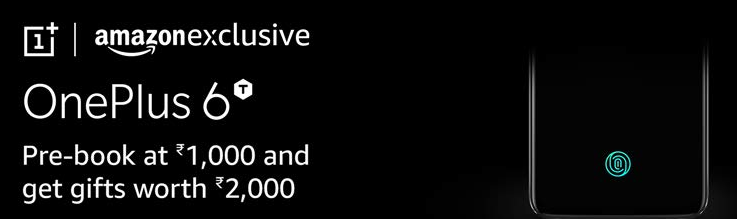 1+ | amazonexclusive
OnePlus 6T
Pre-book at ₹1,000 and
get gifts worth ₹2,000